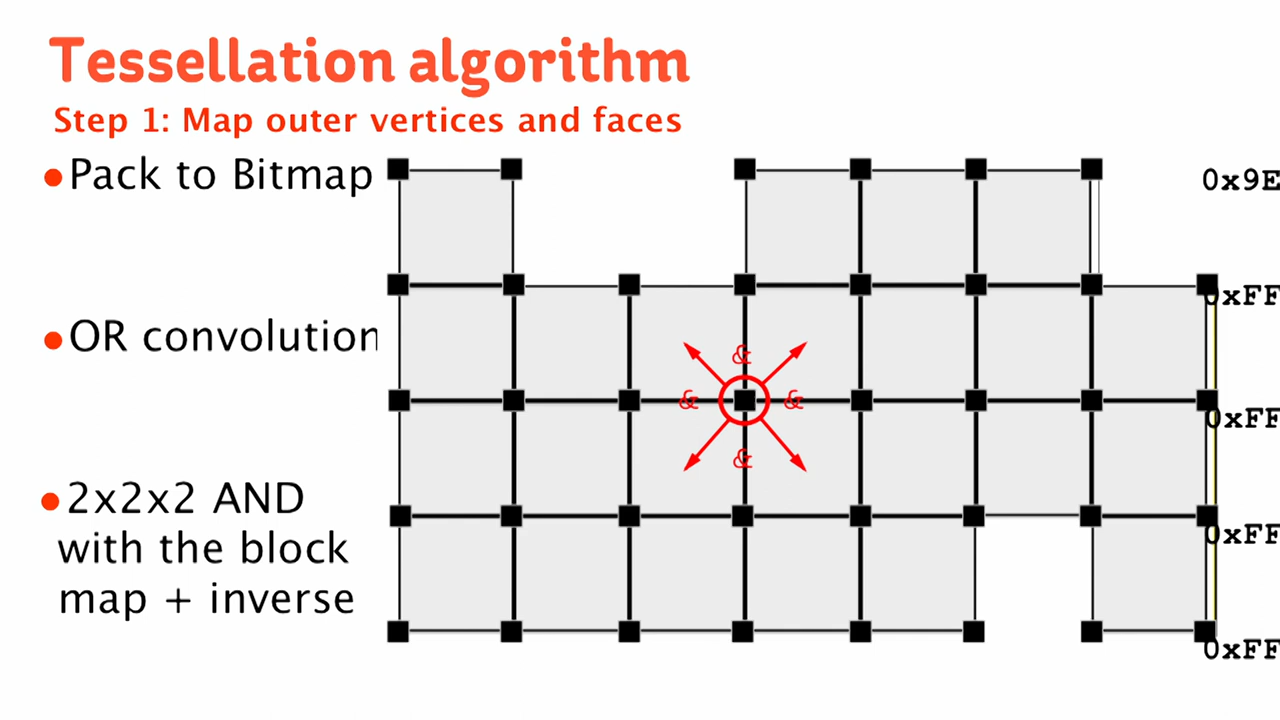 Tessellation algorithm
Step 1: Map outer vertices and faces
•Pack to Bitmap
0x9E
0xFF
•OR convolution
&
& &
&
0xFF
•2x2x2 AND
with the block
map + inverse
0xFF
0xFF